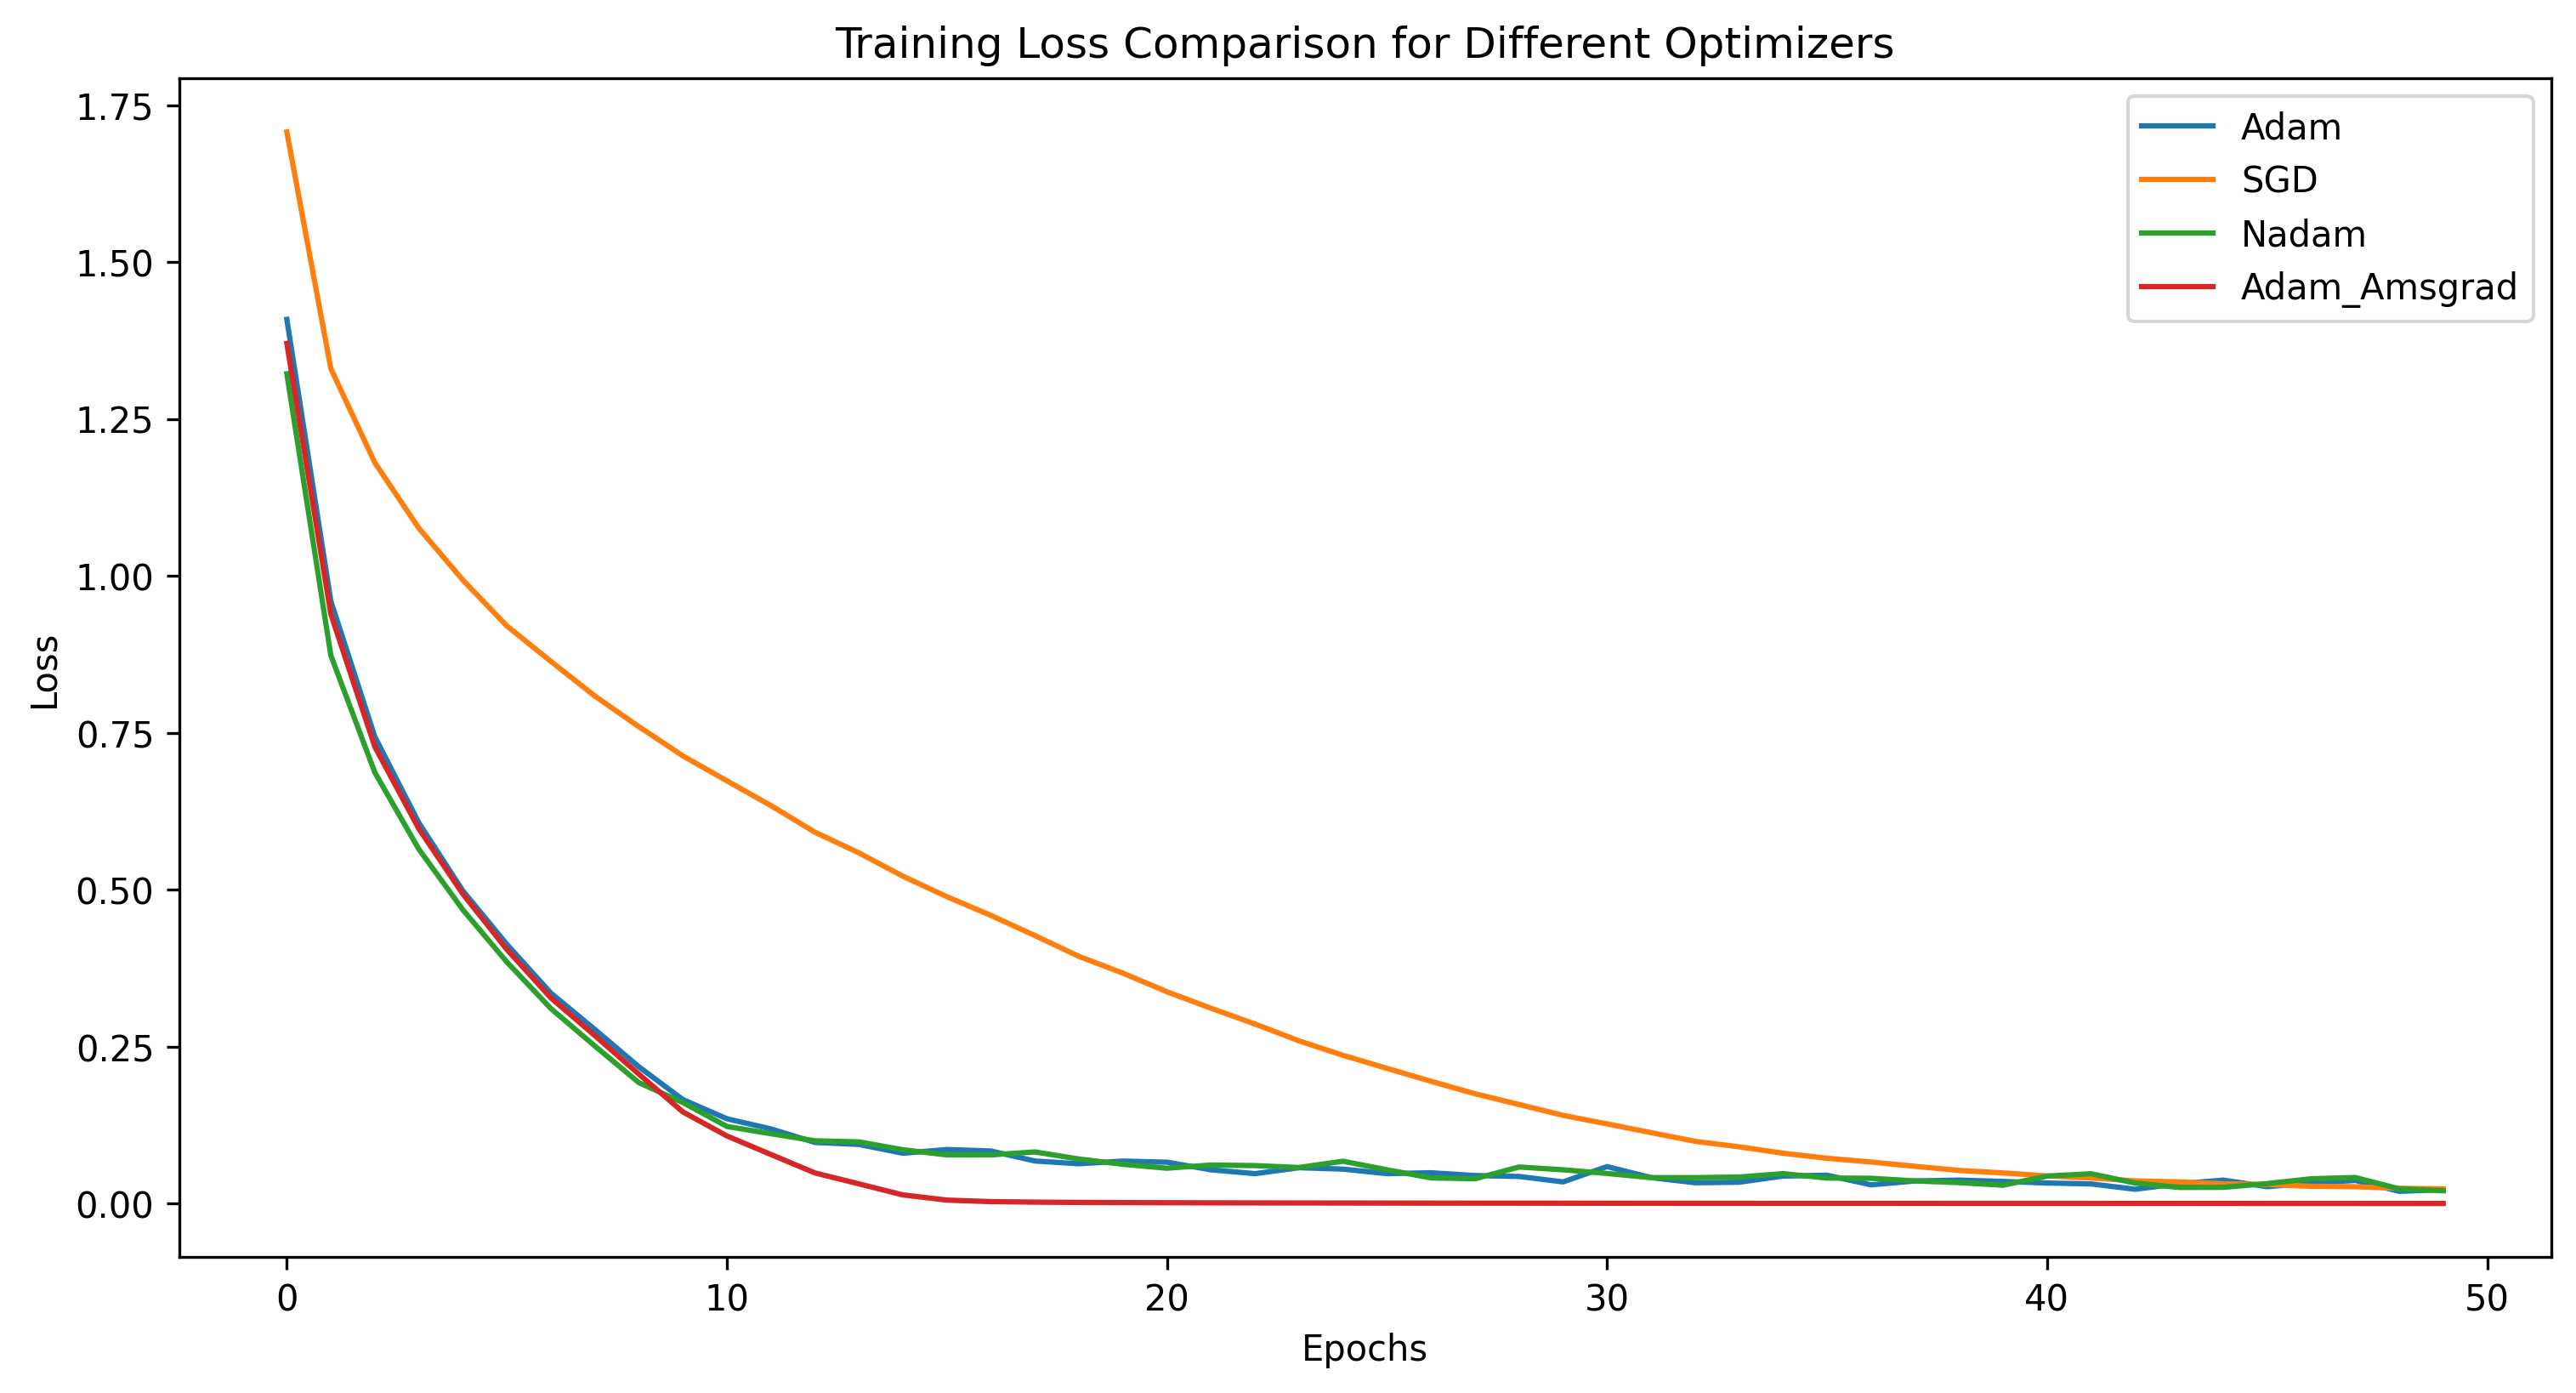 Training Loss Comparison for Different Optimizers
1.75
1.50
1.25
1.00
0.75
0.50
0.25
0.00
Loss
Adam
SGD
Nadam
Adam_Amsgrad
0 10 20 30 40 50
Epochs